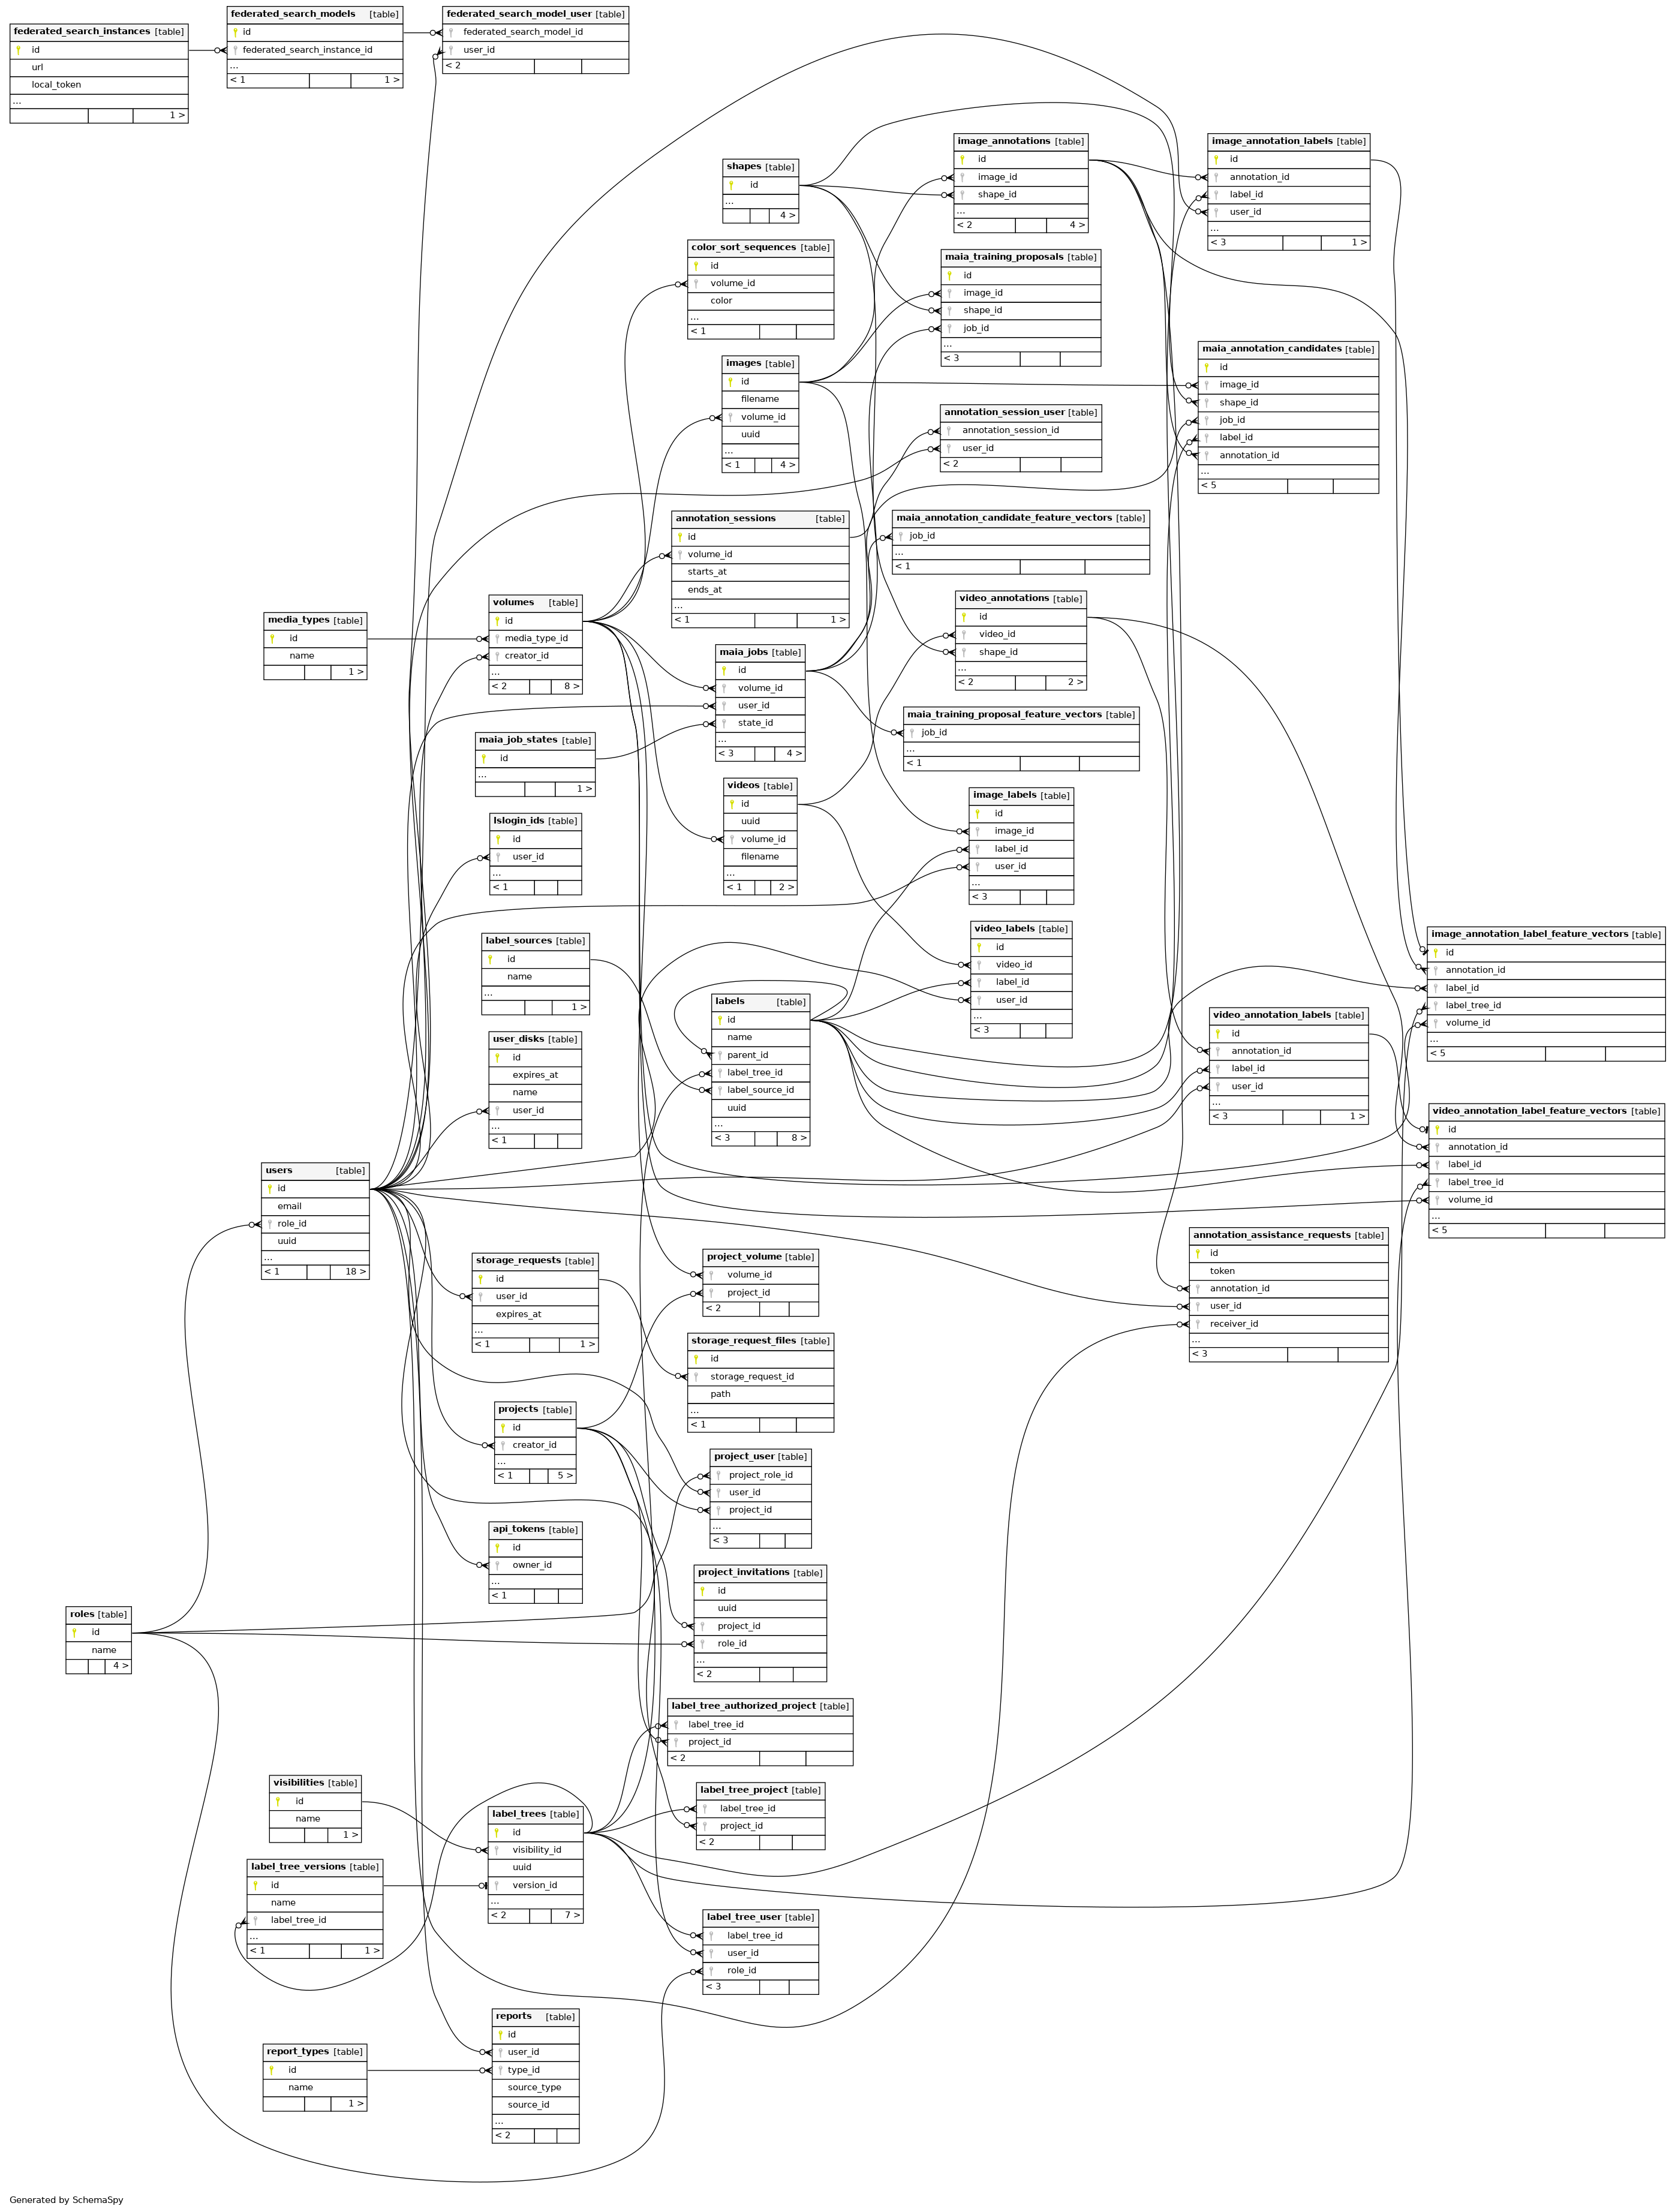 federated_search_instances [table]
id
url
local_token
...
1 >
federated_search_models [table]
id
federated_search_instance_id
...
< 1 1 >
federated_search_model_user [table]
federated_search_model_id
user_id
< 2
shapes [table]
id
...
4 >
image_annotations [table]
id
image_id
shape_id
...
< 2 4 >
image_annotation_labels [table]
id
annotation_id
label_id
user_id
...
< 3 1 >
color_sort_sequences [table]
id
volume_id
color
...
< 1
maia_training_proposals [table]
id
image_id
shape_id
job_id
...
< 3
images [table]
id
filename
volume_id
uuid
...
< 1 4 >
maia_annotation_candidates [table]
id
image_id
shape_id
job_id
label_id
annotation_id
...
< 5
annotation_session_user [table]
annotation_session_id
user_id
< 2
annotation_sessions [table]
id
volume_id
starts_at
ends_at
...
< 1 1 >
maia_annotation_candidate_feature_vectors [table]
job_id
...
< 1
media_types [table]
id
name
1 >
volumes [table]
id
media_type_id
creator_id
...
< 2 8 >
video_annotations [table]
id
video_id
shape_id
...
< 2 2 >
maia_jobs [table]
id
volume_id
user_id
state_id
...
< 3 4 >
maia_training_proposal_feature_vectors [table]
job_id
...
< 1
maia_job_states [table]
id
...
1 >
videos [table]
id
uuid
volume_id
filename
...
< 1 2 >
image_labels [table]
id
image_id
label_id
user_id
...
< 3
lslogin_ids [table]
id
user_id
...
< 1
video_labels [table]
id
video_id
label_id
user_id
...
< 3
image_annotation_label_feature_vectors [table]
id
annotation_id
label_id
label_tree_id
volume_id
...
< 5
label_sources [table]
id
name
...
1 >
labels [table]
id
name
parent_id
label_tree_id
label_source_id
uuid
...
< 3 8 >
video_annotation_labels [table]
id
annotation_id
label_id
user_id
...
< 3 1 >
user_disks [table]
id
expires_at
name
user_id
...
< 1
video_annotation_label_feature_vectors [table]
id
annotation_id
label_id
label_tree_id
volume_id
...
< 5
users [table]
id
email
role_id
uuid
...
< 1 18 >
annotation_assistance_requests [table]
id
token
annotation_id
user_id
receiver_id
...
< 3
storage_requests [table]
id
user_id
expires_at
...
< 1 1 >
project_volume [table]
volume_id
project_id
< 2
storage_request_files [table]
id
storage_request_id
path
...
< 1
projects [table]
id
creator_id
...
< 1 5 >
project_user [table]
project_role_id
user_id
project_id
...
< 3
api_tokens [table]
id
owner_id
...
< 1
project_invitations [table]
id
uuid
project_id
role_id
...
< 2
roles [table]
id
name
4 >
label_tree_authorized_project [table]
label_tree_id
project_id
< 2
visibilities [table]
id
name
1 >
label_trees [table]
id
visibility_id
uuid
version_id
...
< 2 7 >
label_tree_project [table]
label_tree_id
project_id
< 2
label_tree_versions [table]
id
name
label_tree_id
...
< 1 1 >
label_tree_user [table]
label_tree_id
user_id
role_id
< 3
reports [table]
id
user_id
type_id
source_type
source_id
...
< 2
report_types [table]
id
name
1 >
Generated by SchemaSpy